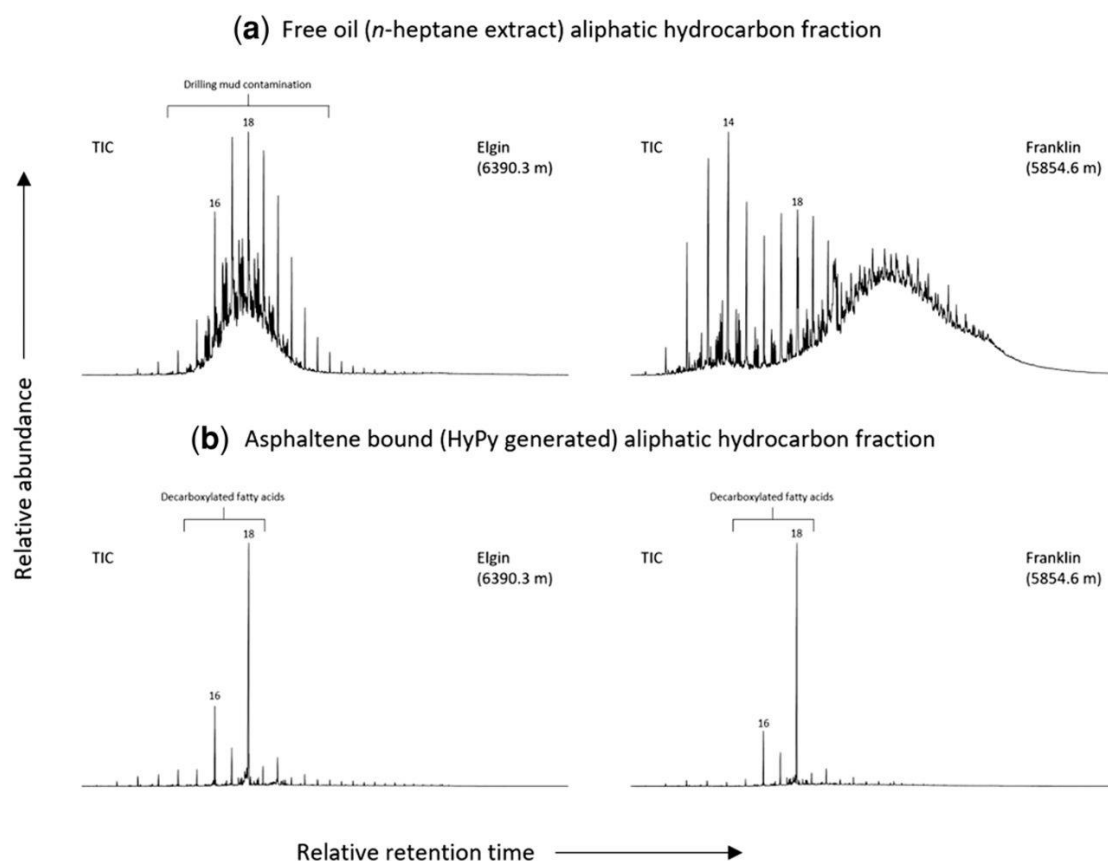 (a) Free oil (n-heptane extract) aliphatic hydrocarbon fraction
Drilling mud contamination
TIC
18
16
Elgin
(6390.3 m)
TIC
14
18
Franklin
(5854.6 m)
(b) Asphaltene bound (HyPy generated) aliphatic hydrocarbon fraction
Decarboxylated fatty acids
TIC
18
16
Elgin
(6390.3 m)
Decarboxylated fatty acids
TIC
18
16
Franklin
(5854.6 m)
Relative abundance
Relative retention time